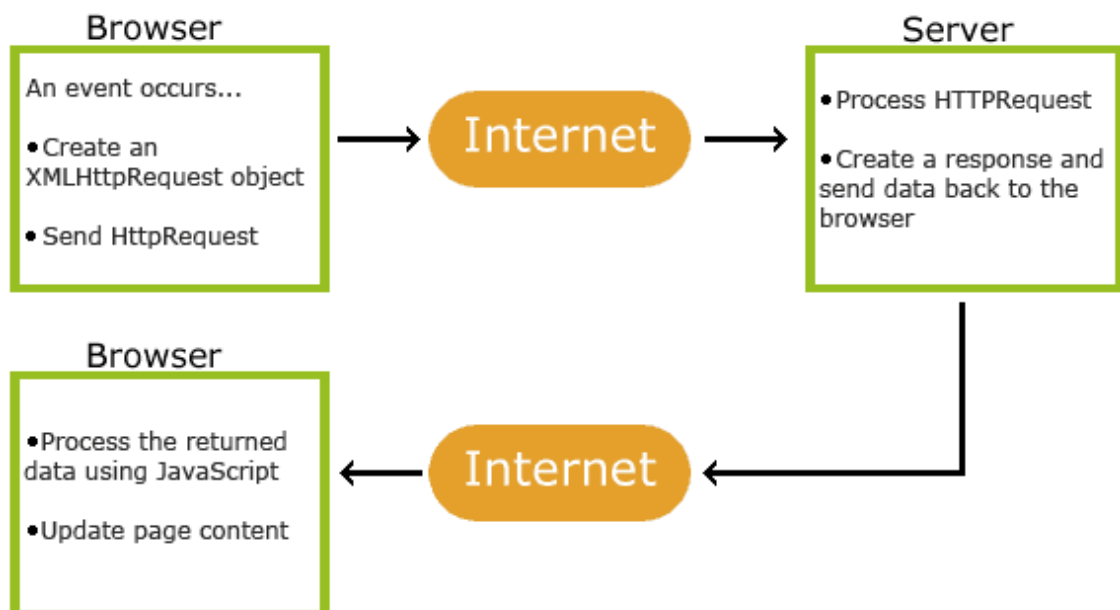 Browser
An event occurs...
•Create an
XMLHttpRequest object
• Send HttpRequest
Internet
Server
•Process HTTPRequest
•Create a response and
send data back to the
browser
Browser
•Process the returned
data using JavaScript
•Update page content
Internet